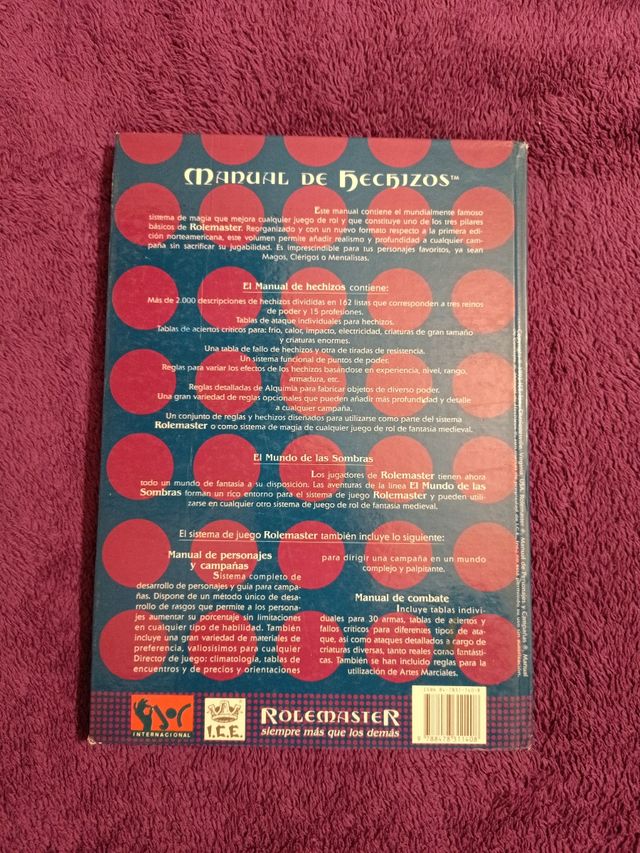 MANUAL DE HECHIZOS™
Este manual contiene el mundialmente famoso
sistema de magia que mejora cualquier juego de rol y que constituye uno de los tres pilares
básicos de Rolemaster. Reorganizado y con un nuevo formato respecto a la primera edi-
ción norteamericana, este volumen permite añadir realismo y profundidad a cualquier cam-
paña sin sacrificar su jugabilidad. Es imprescindible para tus personajes favoritos, ya sean
Magos, Clérigos o Mentalistas.
El Manual de hechizos contiene:
Más de 2.000 descripciones de hechizos divididas en 162 listas que corresponden a tres reinos
de poder y 15 profesiones.
Tablas de ataque individuales para hechizos.
Tablas de aciertos críticos para: frío, calor, impacto, electricidad, criaturas de gran tamaño
y criaturas enormes.
Una tabla de fallo de hechizos y otra de tiradas de resistencia.
Un sistema funcional de puntos de poder.
Reglas para variar los efectos de los hechizos basándose en experiencia, nivel, rango,
armadura, etc.
Reglas detalladas de Alquimia para fabricar objetos de diverso poder.
Una gran variedad de reglas opcionales que pueden añadir más profundidad y detalle
a cualquier campaña.
Un conjunto de reglas y hechizos diseñados para utilizarse como parte del sistema
Rolemaster o como sistema de magia de cualquier juego de rol de fantasía medieval.
El Mundo de las Sombras
Los jugadores de Rolemaster tienen ahora
todo un mundo de fantasía a su disposición. Las aventuras de la línea El Mundo de las
Sombras forman un rico entorno para el sistema de juego Rolemaster y pueden utili-
zarse en cualquier otro sistema de juego de rol de fantasía medieval.
El sistema de juego Rolemaster también incluye lo siguiente:
Manual de personajes
y campañas
Sistema completo de
desarrollo de personajes y guía para campa-
ñas. Dispone de un método único de desa-
rrollo de rasgos que permite a los persona-
jes aumentar su porcentaje sin limitaciones
en cualquier tipo de habilidad. También
incluye una gran variedad de materiales de
preferencia, valiosísimos para cualquier
Director de juego: climatología, tablas de
encuentros y de precios y orientaciones
para dirigir una campaña en un mundo
complejo y palpitante.
Manual de combate
Incluye tablas indivi-
duales para 30 armas, tablas de aciertos y
fallos críticos para diferentes tipos de ata-
que, así como ataques detallados a cargo de
criaturas diversas, tanto reales como fantás-
ticas. También se han incluido reglas para la
utilización de Artes Marciales.
JOC
INTERNACIONAL
I.C.E.
ROLEMASTER
siempre más que los demás
ISBN 84-7831-140-8
9 788478 311408